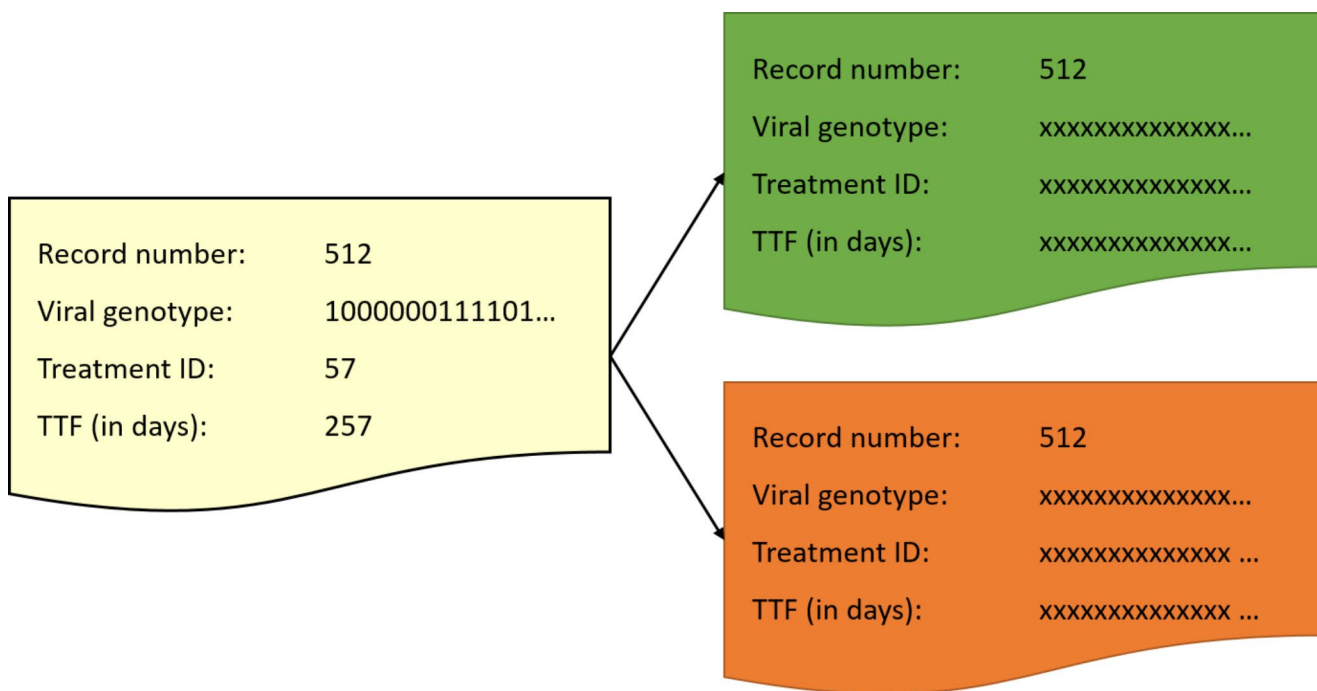 Record number: 512
Viral genotype: 1000000111101...
Treatment ID: 57
TTF (in days): 257
Record number: 512
Viral genotype: xxxxxxxxxxxxxx...
Treatment ID: xxxxxxxxxxxxxx...
TTF (in days): xxxxxxxxxxxxxx...
Record number: 512
Viral genotype: xxxxxxxxxxxxxx...
Treatment ID: xxxxxxxxxxxxxx ...
TTF (in days): xxxxxxxxxxxxxx ...